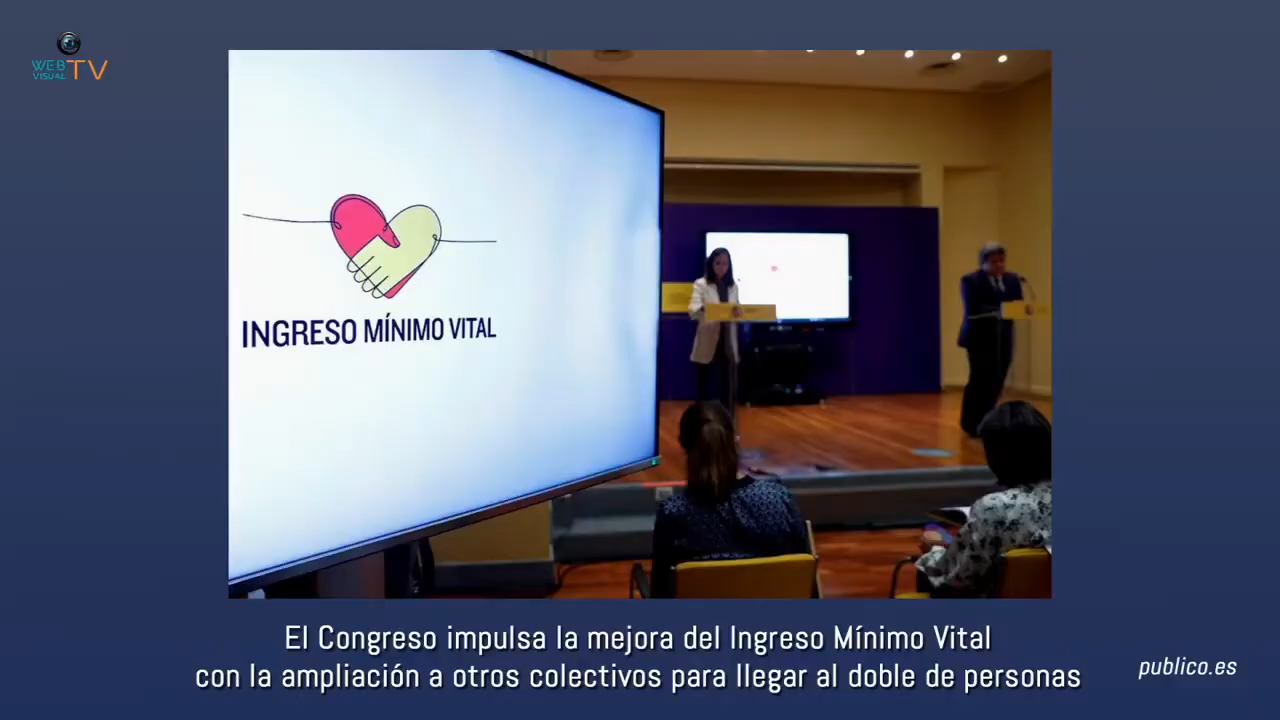 WEB
VISUAL TV
INGRESO MÍNIMO VITAL
El Congreso impulsa la mejora del Ingreso Mínimo Vital
con la ampliación a otros colectivos para llegar al doble de personas
publico.es